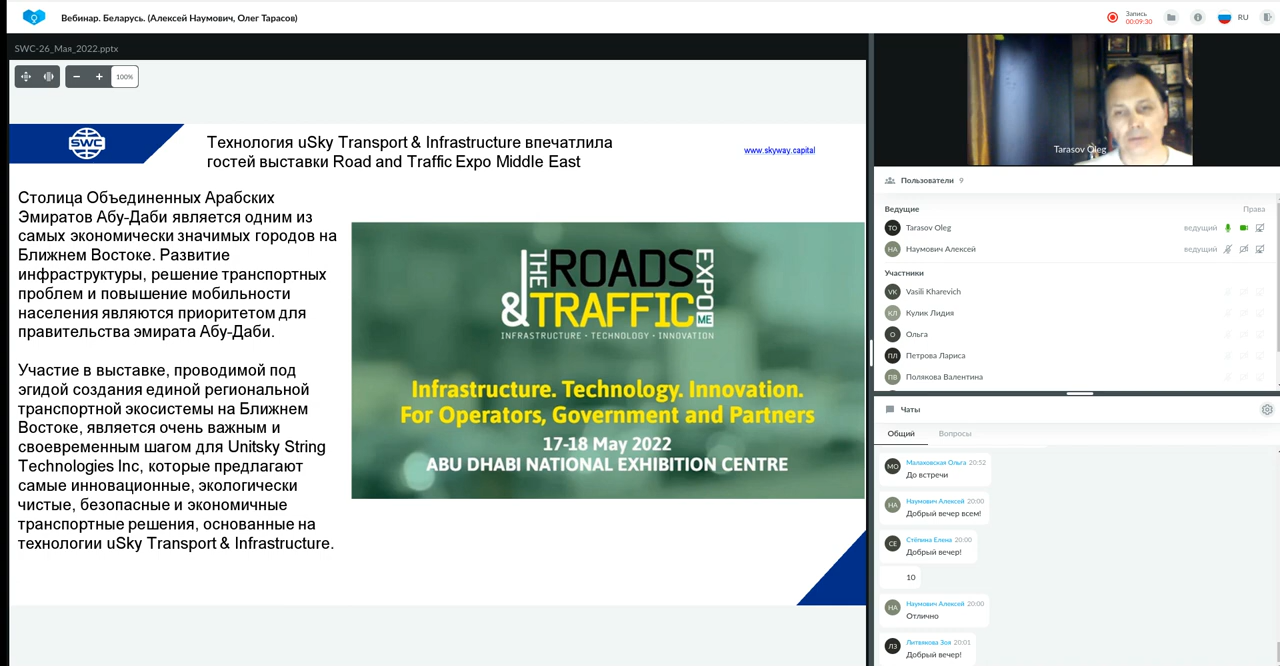 Вебинар. Беларусь. (Алексей Наумович, Олег Тарасов)
Запись
00:09:30
RU
SWC-26_Мая_2022.pptx
100%
SWC
Технология uSky Transport & Infrastructure впечатлила
гостей выставки Road and Traffic Expo Middle East
www.skyway.capital
Столица Объединенных Арабских
Эмиратов Абу-Даби является одним из
самых экономически значимых городов на
Ближнем Востоке. Развитие
инфраструктуры, решение транспортных
проблем и повышение мобильности
населения являются приоритетом для
правительства эмирата Абу-Даби.
Участие в выставке, проводимой под
эгидой создания единой региональной
транспортной экосистемы на Ближнем
Востоке, является очень важным и
своевременным шагом для Unitsky String
Technologies Inc, которые предлагают
самые инновационные, экологически
чистые, безопасные и экономичные
транспортные решения, основанные на
технологии uSky Transport & Infrastructure.
THE ROADS
& TRAFFIC
EXPO ME
INFRASTRUCTURE · TECHNOLOGY · INNOVATION
Infrastructure. Technology. Innovation.
For Operators, Government and Partners
17-18 May 2022
ABU DHABI NATIONAL EXHIBITION CENTRE
Tarasov Oleg
Пользователи 9
Ведущие Права
TO Tarasov Oleg ведущий
НА Наумович Алексей ведущий
Участники
VK Vasili Kharevich
КЛ Кулик Лидия
О Ольга
ПЛ Петрова Лариса
ПВ Полякова Валентина
Чаты
Общий Вопросы
МО Малаховская Ольга 20:52
До встречи
НА Наумович Алексей 20:00
Добрый вечер всем!
СЕ Стёпина Елена 20:00
Добрый вечер!
10
НА Наумович Алексей 20:00
Отлично
ЛЗ Литвякова Зоя 20:01
Добрый вечер!